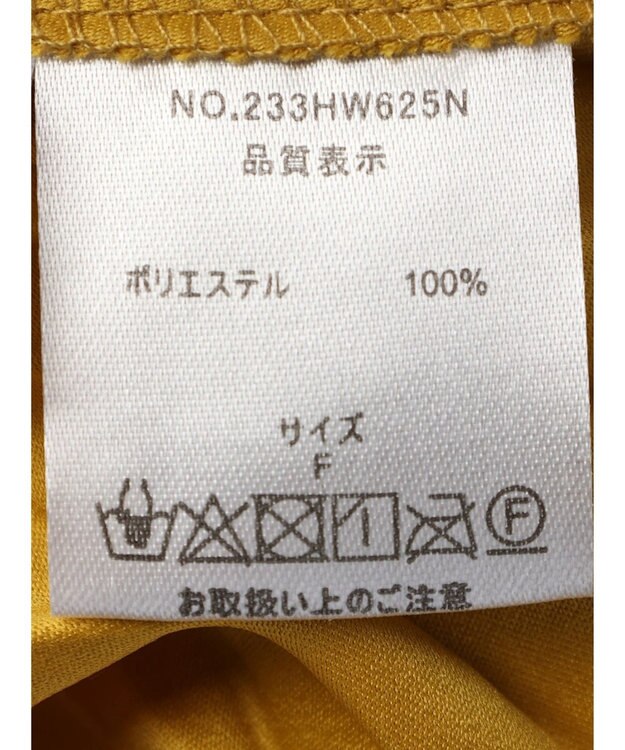 NO.233HW625N
品質表示
ポリエステル 100%
サイズ
F
F
お取扱い上のご注意